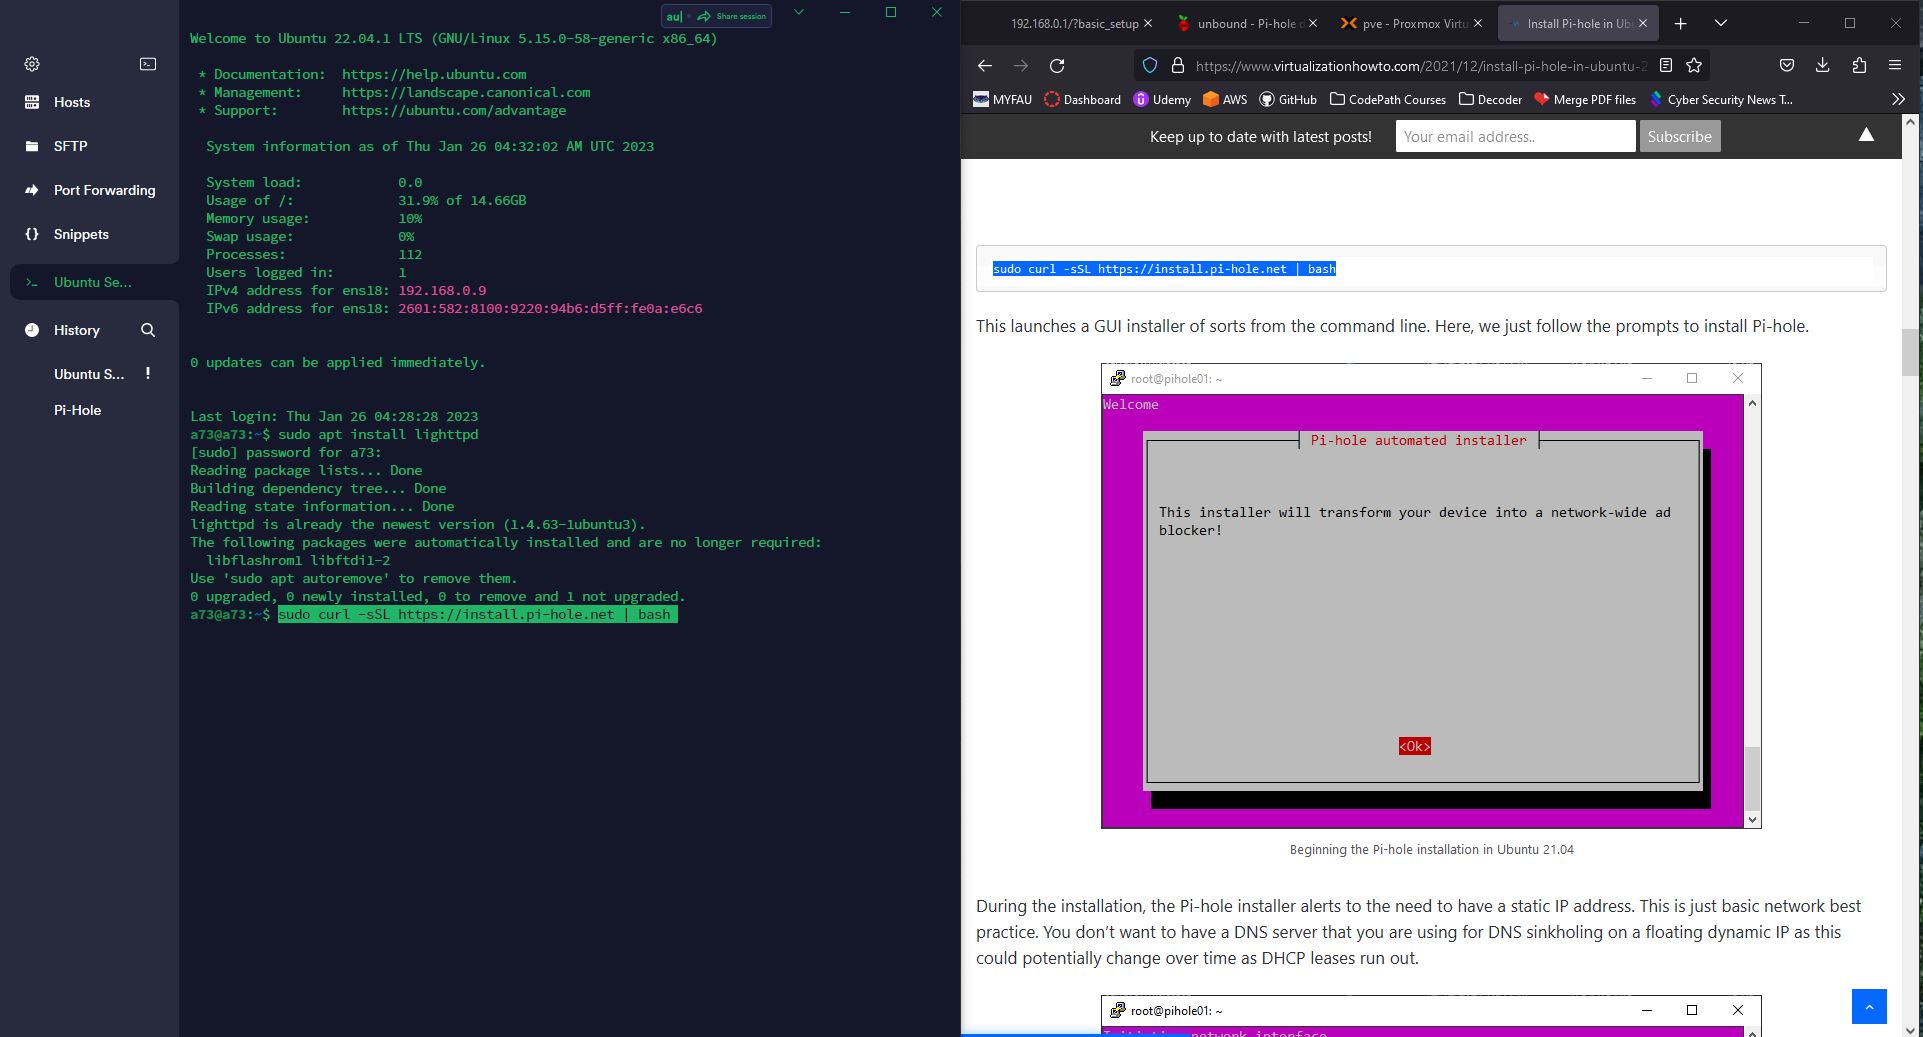 Hosts
SFTP
Port Forwarding
Snippets
Ubuntu Se...
History
Ubuntu S... !
Pi-Hole
au| Share session
Welcome to Ubuntu 22.04.1 LTS (GNU/Linux 5.15.0-58-generic x86_64)
* Documentation:  https://help.ubuntu.com
* Management:     https://landscape.canonical.com
* Support:        https://ubuntu.com/advantage
System information as of Thu Jan 26 04:32:02 AM UTC 2023
System load:            0.0
Usage of /:             31.9% of 14.66GB
Memory usage:           10%
Swap usage:             0%
Processes:              112
Users logged in:        1
IPv4 address for ens18: 192.168.0.9
IPv6 address for ens18: 2601:582:8100:9220:94b6:d5ff:fe0a:e6c6
0 updates can be applied immediately.
Last login: Thu Jan 26 04:28:28 2023
a73@a73:~$ sudo apt install lighttpd
[sudo] password for a73:
Reading package lists... Done
Building dependency tree... Done
Reading state information... Done
lighttpd is already the newest version (1.4.63-1ubuntu3).
The following packages were automatically installed and are no longer required:
libflashrom1 libftdi1-2
Use 'sudo apt autoremove' to remove them.
0 upgraded, 0 newly installed, 0 to remove and 1 not upgraded.
a73@a73:~$ sudo curl -sSL https://install.pi-hole.net | bash
192.168.0.1/?basic_setup
unbound - Pi-hole d
pve - Proxmox Virtu
Install Pi-hole in Ubu
https://www.virtualizationhowto.com/2021/12/install-pi-hole-in-ubuntu-2
MYFAU Dashboard Udemy AWS GitHub CodePath Courses Decoder Merge PDF files Cyber Security News T...
Keep up to date with latest posts! Your email address.. Subscribe
sudo curl -sSL https://install.pi-hole.net | bash
This launches a GUI installer of sorts from the command line. Here, we just follow the prompts to install Pi-hole.
root@pihole01: ~
Welcome
Pi-hole automated installer
This installer will transform your device into a network-wide ad
blocker!
<Ok>
Beginning the Pi-hole installation in Ubuntu 21.04
During the installation, the Pi-hole installer alerts to the need to have a static IP address. This is just basic network best
practice. You don’t want to have a DNS server that you are using for DNS sinkholing on a floating dynamic IP as this
could potentially change over time as DHCP leases run out.
root@pihole01: ~
network interface